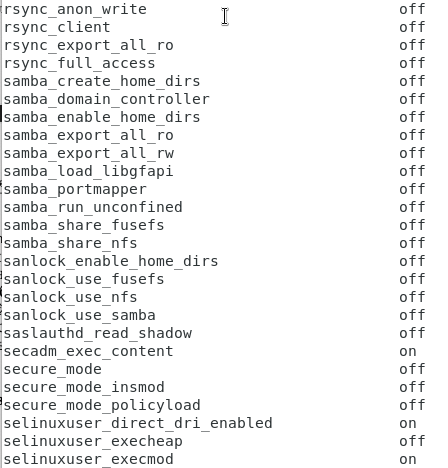 rsync_anon_write off
rsync_client off
rsync_export_all_ro off
rsync_full_access off
samba_create_home_dirs off
samba_domain_controller off
samba_enable_home_dirs off
samba_export_all_ro off
samba_export_all_rw off
samba_load_libgfapi off
samba_portmapper off
samba_run_unconfined off
samba_share_fusefs off
samba_share_nfs off
sanlock_enable_home_dirs off
sanlock_use_fusefs off
sanlock_use_nfs off
sanlock_use_samba off
saslauthd_read_shadow off
secadm_exec_content on
secure_mode off
secure_mode_insmod off
secure_mode_policyload off
selinuxuser_direct_dri_enabled on
selinuxuser_execheap off
selinuxuser_execmod on